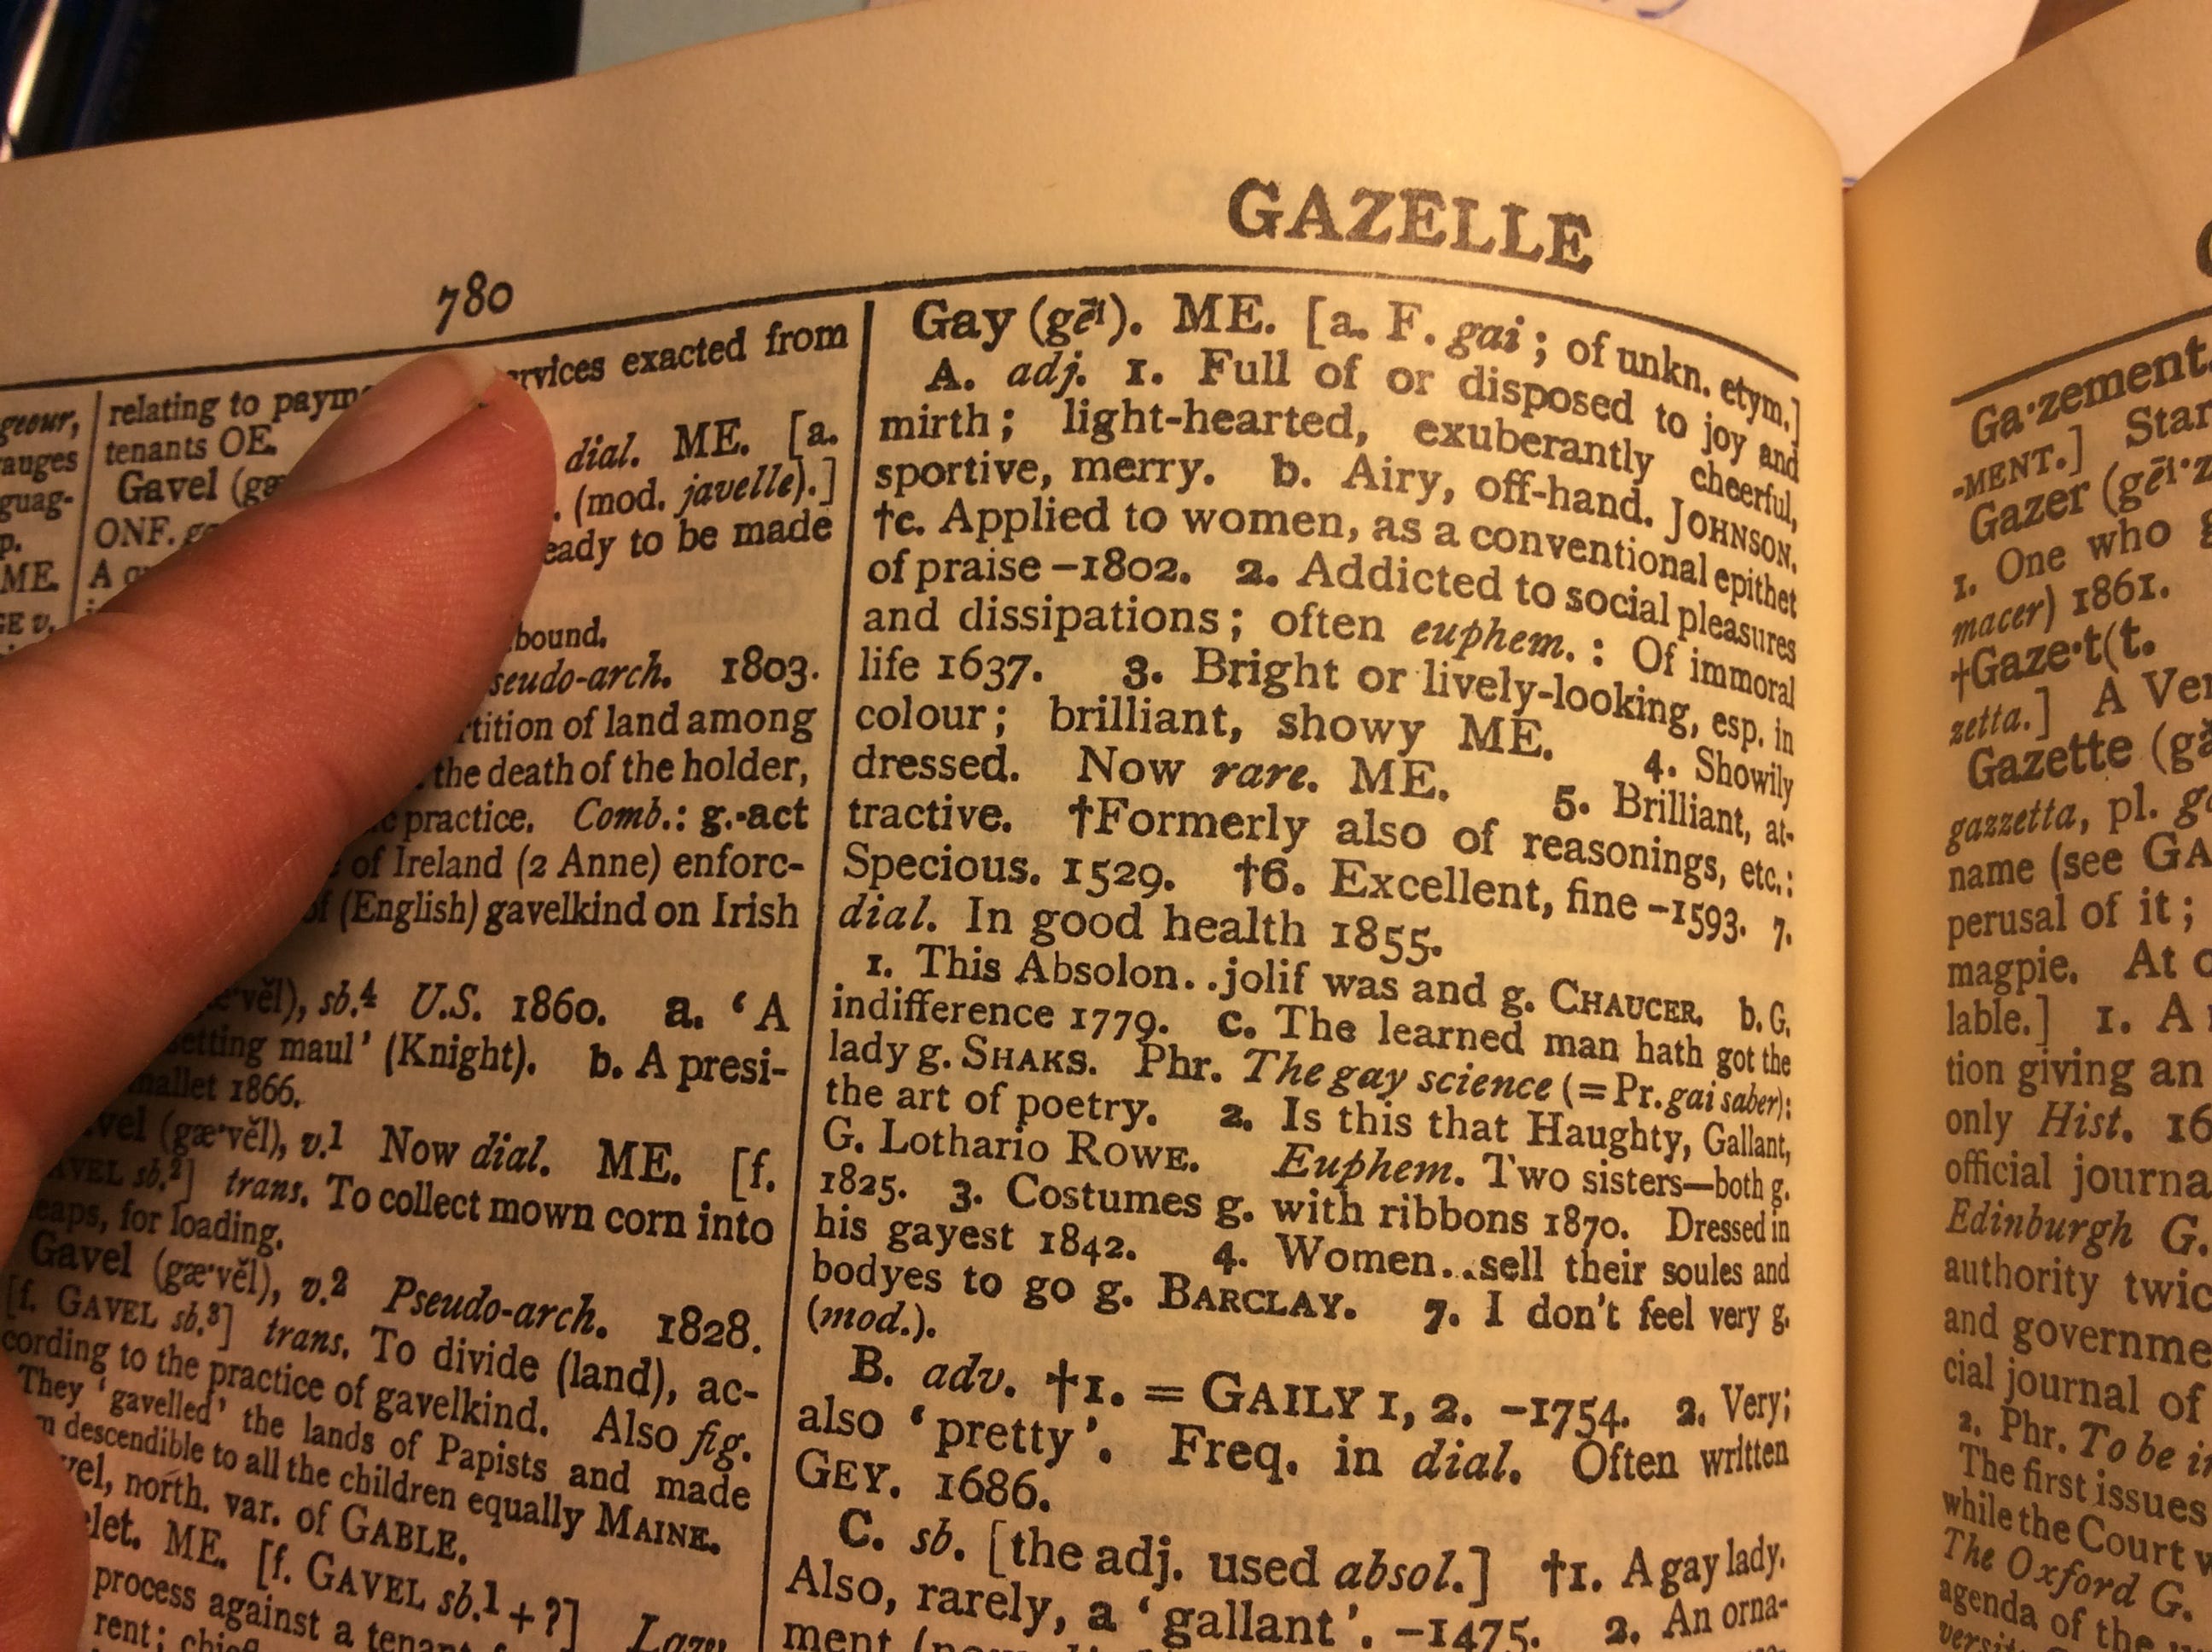 780
GAZELLE
geour,
auges
guag-
p.
ME.
relating to
services exacted from
tenants OE.
Gavel
dial. ME. [a.
ONF.
(mod. javelle).]
A
ready to be made
bound.
Pseudo-arch. 1803.
of land among
the death of the holder,
practice. Comb.: g.-act
of Ireland (2 Anne) enforc-
of (English) gavelkind on Irish
sb.4 U.S. 1860. a. ‘A
setting maul’ (Knight). b. A presi-
mallet 1866.
(gæ·věl), v.1 Now dial. ME. [f.
GAVEL sb.2] trans. To collect mown corn into
heaps, for loading.
Gavel (gæ·věl), v.2 Pseudo-arch. 1828.
[f. GAVEL sb.3] trans. To divide (land), ac-
cording to the practice of gavelkind. Also fig.
They ‘gavelled’ the lands of Papists and made
descendible to all the children equally MAINE.
north. var. of GABLE.
ME. [f. GAVEL sb.1 + ?] Law.
process against a tenant
rent;
Gay (gēⁱ). ME. [a. F. gai; of unkn. etym.]
A. adj. 1. Full of or disposed to joy and
mirth; light-hearted, exuberantly cheerful,
sportive, merry. b. Airy, off-hand. JOHNSON.
†c. Applied to women, as a conventional epithet
of praise –1802. 2. Addicted to social pleasures
and dissipations; often euphem.: Of immoral
life 1637. 3. Bright or lively-looking, esp. in
colour; brilliant, showy ME. 4. Showily
dressed. Now rare. ME. 5. Brilliant, at-
tractive. †Formerly also of reasonings, etc.:
Specious. 1529. †6. Excellent, fine –1593. 7.
dial. In good health 1855.
1. This Absolon..jolif was and g. CHAUCER. b. G.
indifference 1779. c. The learned man hath got the
lady g. SHAKS. Phr. The gay science (= Pr. gai saber):
the art of poetry. 2. Is this that Haughty, Gallant,
G. Lothario ROWE. Euphem. Two sisters—both g.
1825. 3. Costumes g. with ribbons 1870. Dressed in
his gayest 1842. 4. Women...sell their soules and
bodyes to go g. BARCLAY. 7. I don't feel very g.
(mod.).
B. adv. †1. = GAILY 1, 2. –1754. 2. Very;
also ‘pretty’. Freq. in dial. Often written
GEY. 1686.
C. sb. [the adj. used absol.] †1. A gay lady.
Also, rarely, a ‘gallant’. –1475. 2. An orna-
ment
Ga·zement.
-MENT.]
Gazer
1. One who
macer) 1861.
†Gaze·t(t.
zetta.] A
Gazette
gazzetta, pl.
name (see
perusal of it;
magpie. At
lable.] 1. A
tion giving an
only Hist.
official
Edinburgh G.
authority
and
cial journal of
2. Phr. To be
The first issues
while the Court
The Oxford G.
agenda of the